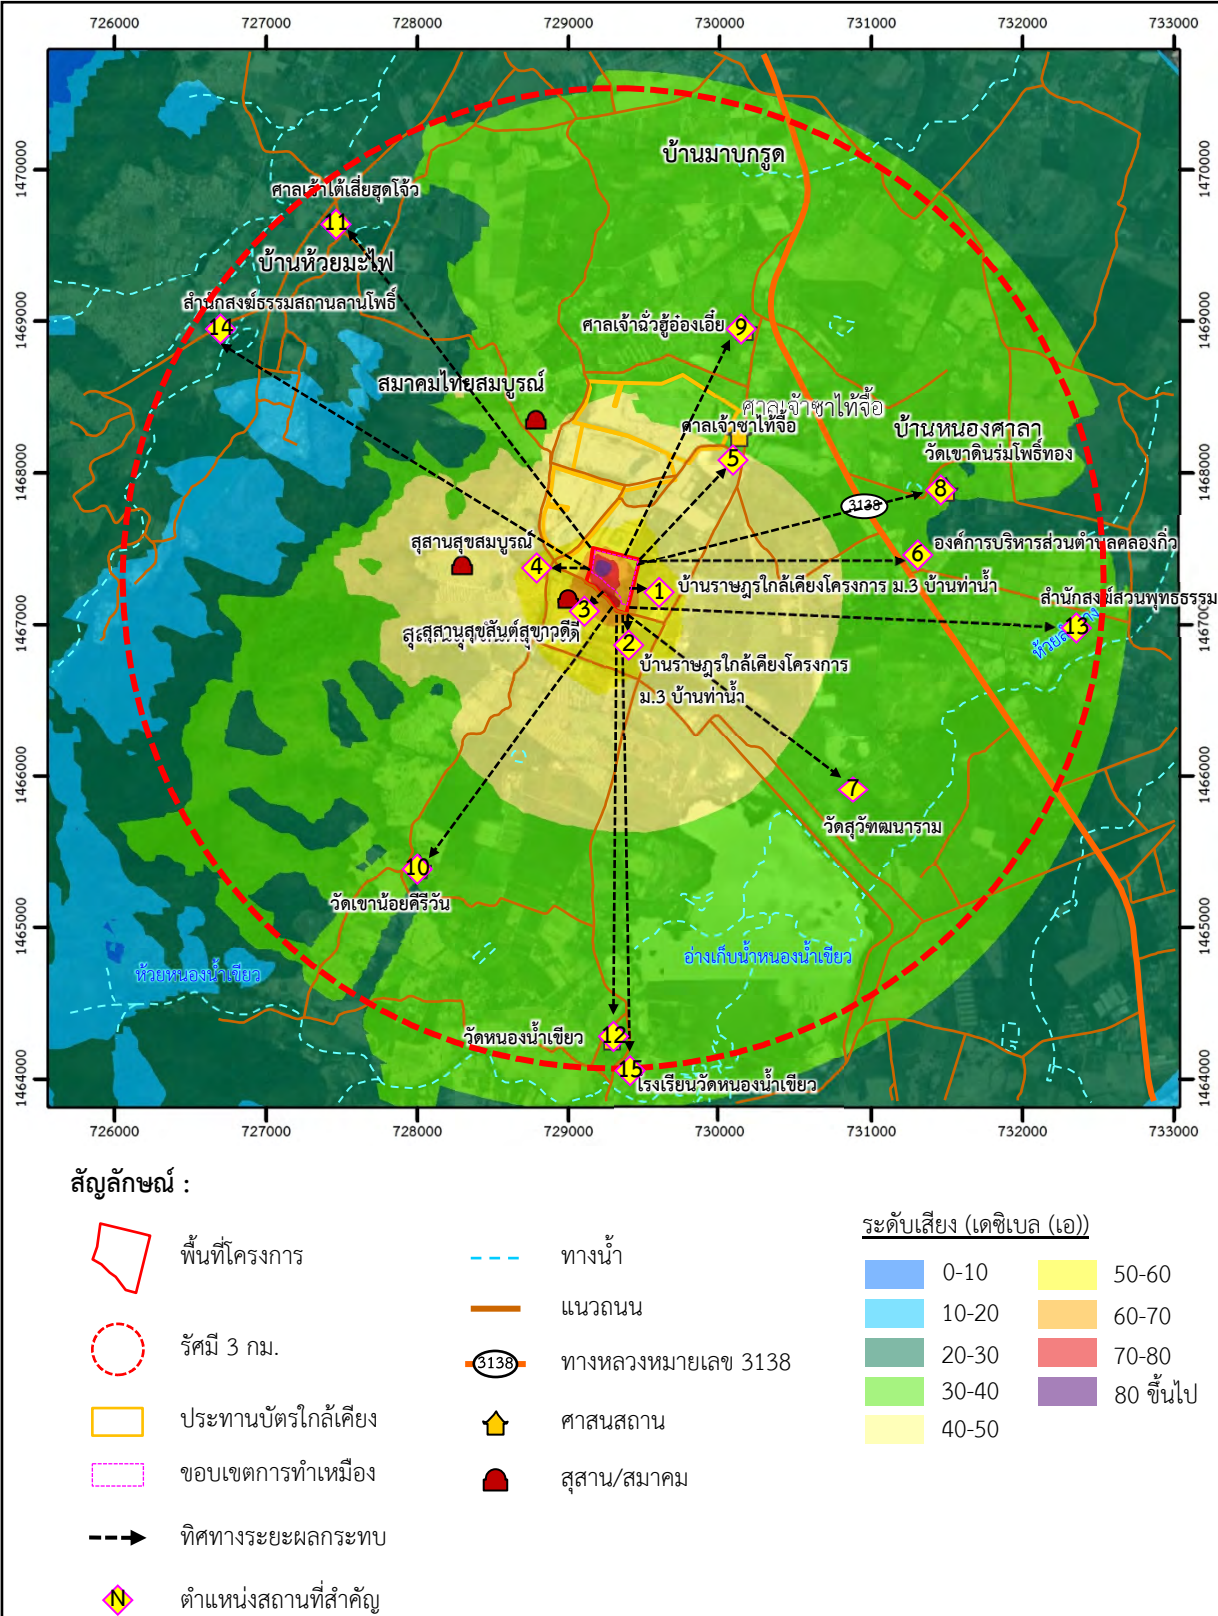 726000 727000 728000 729000 730000 731000 732000 733000
1470000
1469000
1468000
1467000
1466000
1465000
1464000
1470000
1469000
1468000
1467000
1466000
1465000
1464000
บ้านมาบกรูด
ศาลเจ้าไต้เสี่ยฮุดโจ้ว
11
บ้านห้วยมะไฟ
สำนักสงฆ์ธรรมสถานลานโพธิ์
14
ศาลเจ้าฉั่วฮู้อ๋องเอี๋ย
9
สมาคมไทยสมบูรณ์
ศาลเจ้าซาไท้จื้อ
ศาลเจ้าซาไท้จื้อ
5
บ้านหนองศาลา
วัดเขาดินร่มโพธิ์ทอง
8
3138
สุสานสุขสมบูรณ์
4
6
องค์การบริหารส่วนตำบลคลองกิ่ว
1
บ้านราษฎรใกล้เคียงโครงการ ม.3 บ้านท่าน้ำ
สำนักสงฆ์สวนพุทธธรรม
13
3
สุสานสุขสันต์สุขาวดี
2
บ้านราษฎรใกล้เคียงโครงการ
ม.3 บ้านท่าน้ำ
7
วัดสุวัฑฒนาราม
10
วัดเขาน้อยคีรีวัน
ห้วยหนองน้ำเขียว
อ่างเก็บน้ำหนองน้ำเขียว
วัดหนองน้ำเขียว
12
15
โรงเรียนวัดหนองน้ำเขียว
726000 727000 728000 729000 730000 731000 732000 733000
สัญลักษณ์ :
พื้นที่โครงการ
รัศมี 3 กม.
ประทานบัตรใกล้เคียง
ขอบเขตการทำเหมือง
ทิศทางระยะผลกระทบ
N ตำแหน่งสถานที่สำคัญ
ทางน้ำ
แนวถนน
3138 ทางหลวงหมายเลข 3138
ศาสนสถาน
สุสาน/สมาคม
ระดับเสียง (เดซิเบล (เอ))
0-10
10-20
20-30
30-40
40-50
50-60
60-70
70-80
80 ขึ้นไป